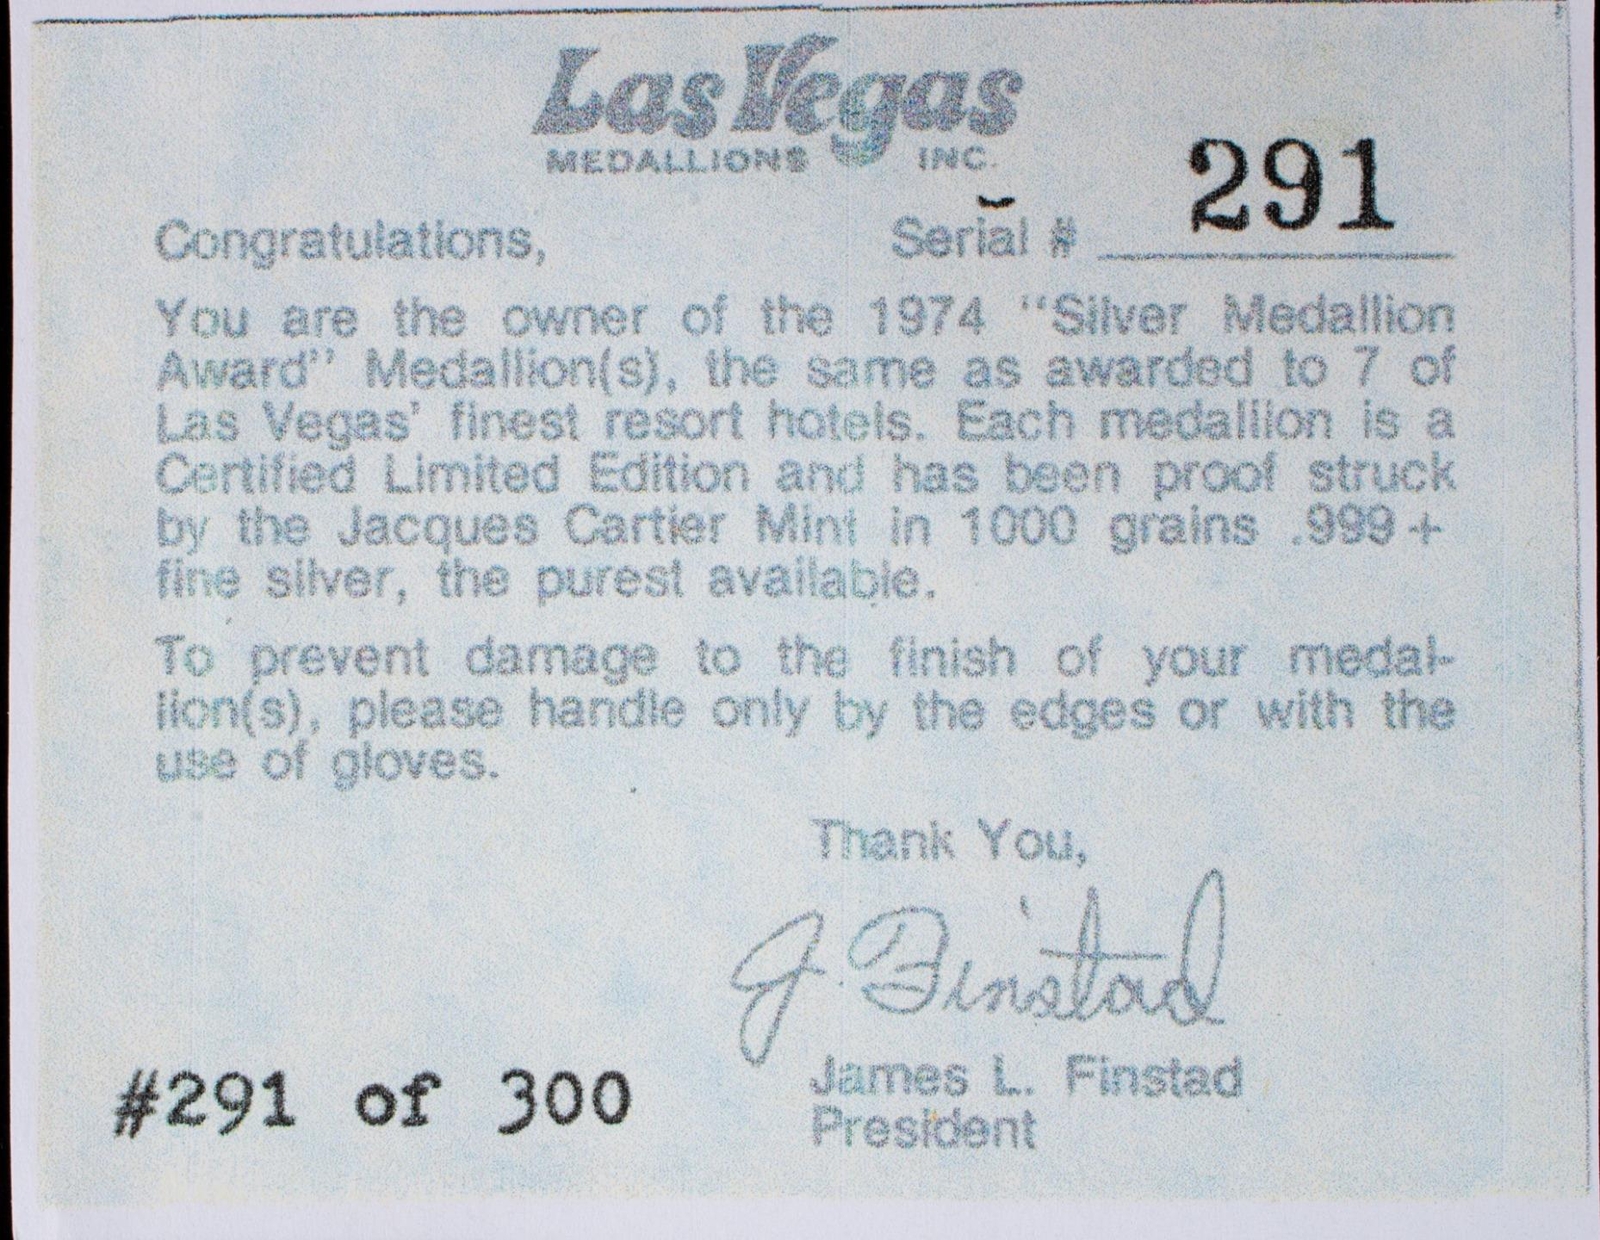 Las Vegas
MEDALLIONS INC.
Congratulations, Serial # 291
You are the owner of the 1974 "Silver Medallion
Award" Medallion(s), the same as awarded to 7 of
Las Vegas' finest resort hotels. Each medallion is a
Certified Limited Edition and has been proof struck
by the Jacques Cartier Mint in 1000 grains .999+
fine silver, the purest available.
To prevent damage to the finish of your medal-
lion(s), please handle only by the edges or with the
use of gloves.
Thank You,
J. Finstad
James L. Finstad
President
#291 of 300